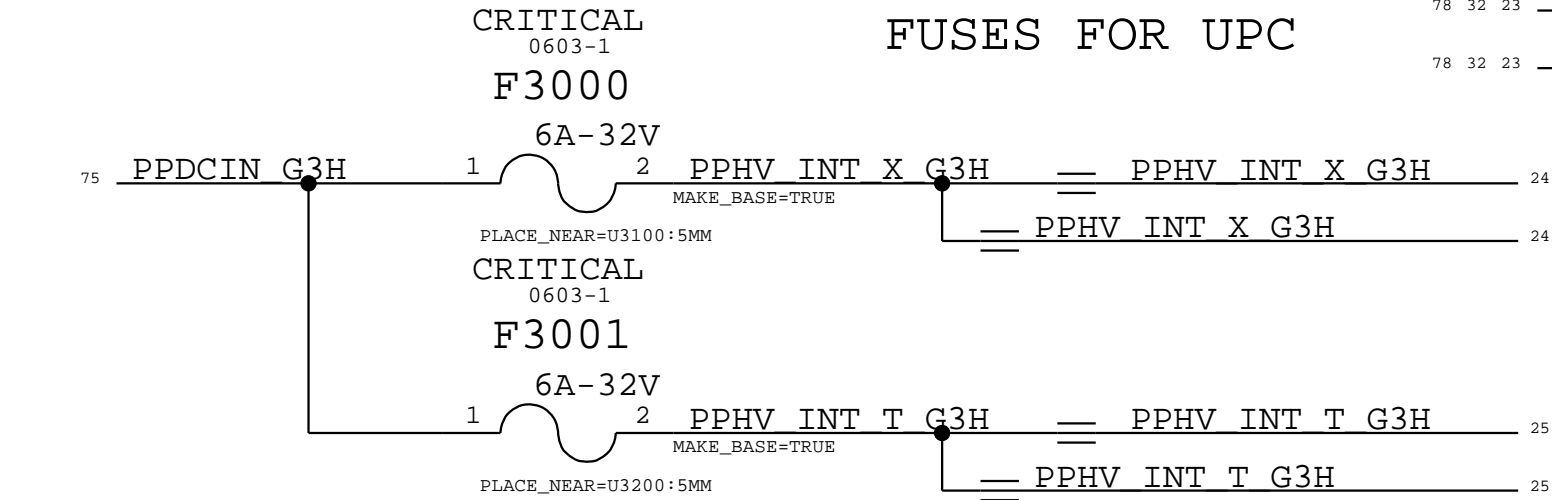 78 32 23
CRITICAL
0603-1
FUSES FOR UPC
78 32 23
F3000
6A-32V
75 PPDCIN_G3H 1 2 PPHV_INT_X_G3H PPHV_INT_X_G3H 24
MAKE_BASE=TRUE
PLACE_NEAR=U3100:5MM PPHV_INT_X_G3H 24
CRITICAL
0603-1
F3001
6A-32V
1 2 PPHV_INT_T_G3H PPHV_INT_T_G3H 25
MAKE_BASE=TRUE
PLACE_NEAR=U3200:5MM PPHV_INT_T_G3H 25